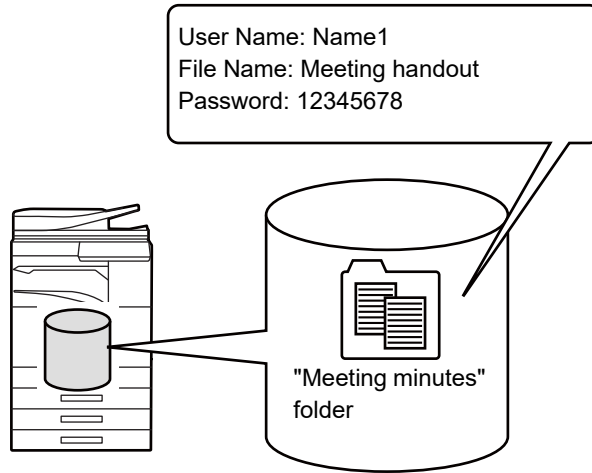 User Name: Name1
File Name: Meeting handout
Password: 12345678
"Meeting minutes"
folder